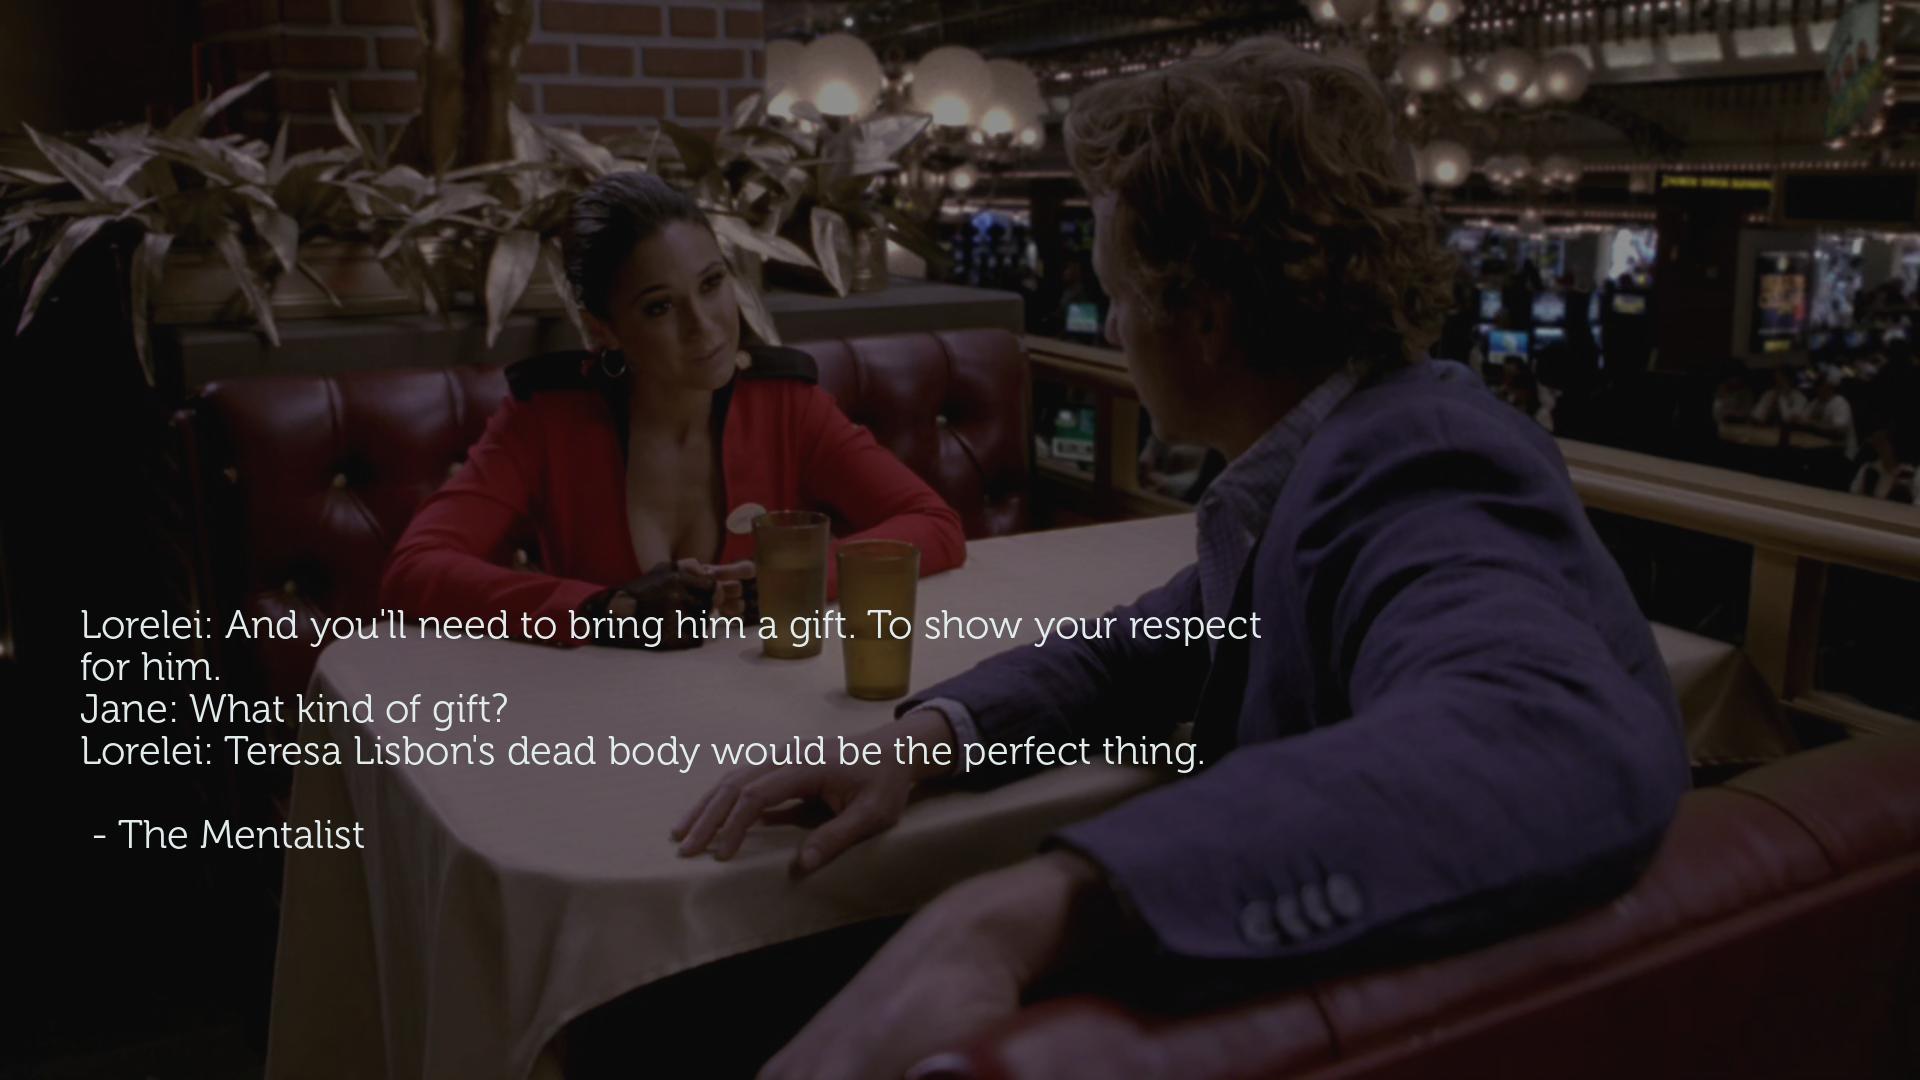 Lorelei: And you'll need to bring him a gift. To show your respect
for him.
Jane: What kind of gift?
Lorelei: Teresa Lisbon's dead body would be the perfect thing.
- The Mentalist